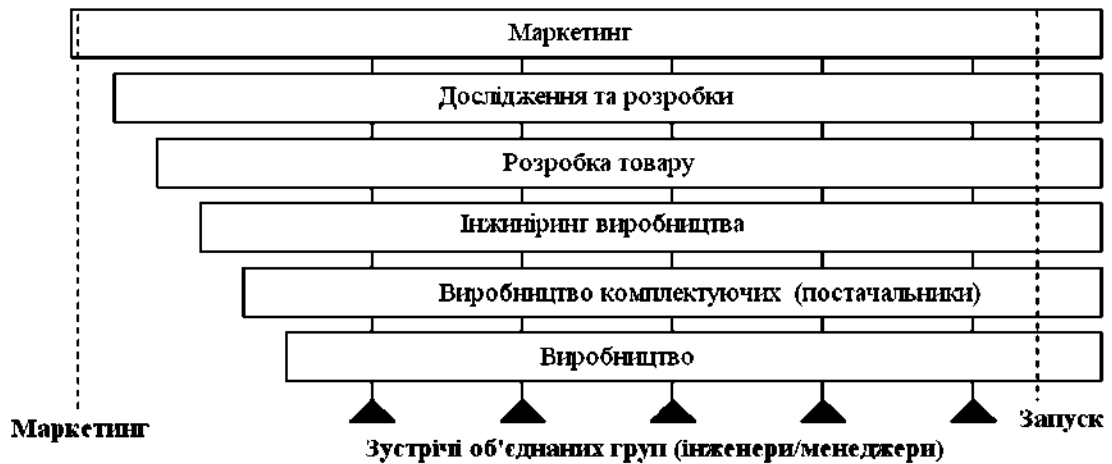 Маркетинг
Дослідження та розробки
Розробка товару
Інжиніринг виробництва
Виробництво комплектуючих (постачальники)
Виробництво
Маркетинг
Запуск
Зустрічі об'єднаних груп (інженери/менеджери)